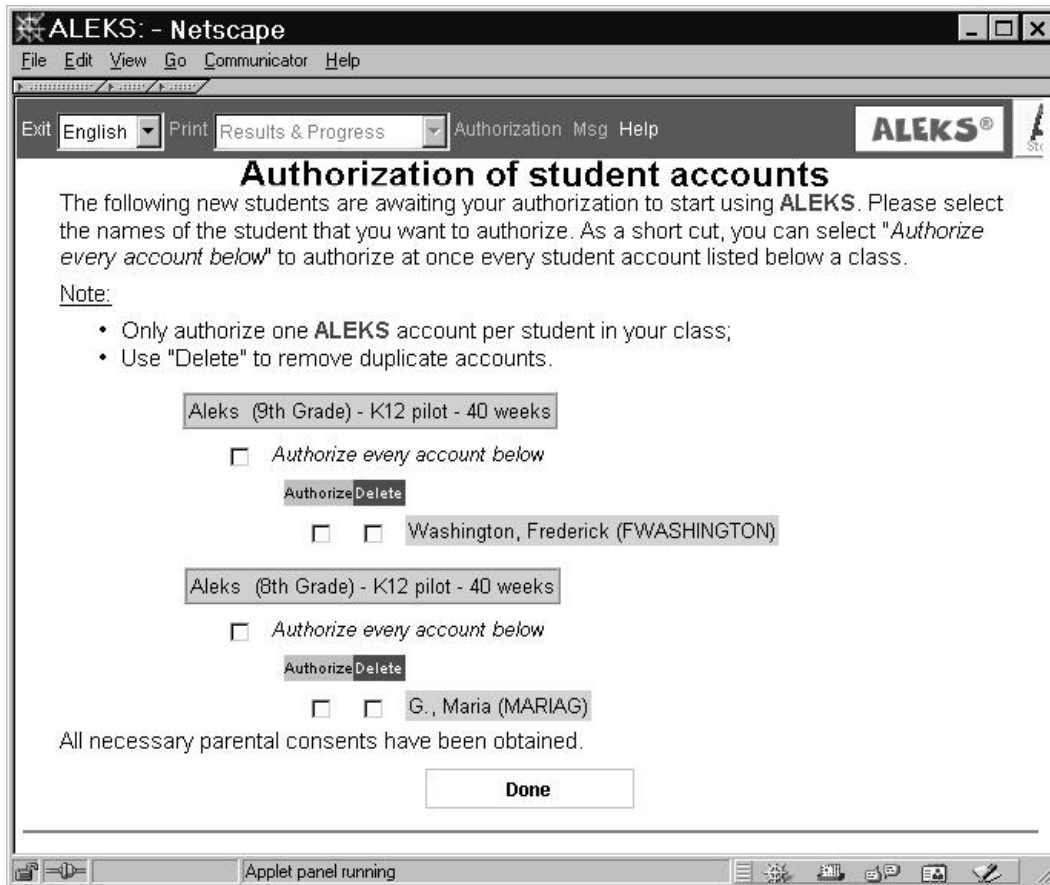 ALEKS: - Netscape
File Edit View Go Communicator Help
Exit English Print Results & Progress Authorization Msg Help ALEKS®
Authorization of student accounts
The following new students are awaiting your authorization to start using ALEKS. Please select
the names of the student that you want to authorize. As a short cut, you can select "Authorize
every account below" to authorize at once every student account listed below a class.
Note:
• Only authorize one ALEKS account per student in your class;
• Use "Delete" to remove duplicate accounts.
Aleks (9th Grade) - K12 pilot - 40 weeks
Authorize every account below
Authorize Delete
Washington, Frederick (FWASHINGTON)
Aleks (8th Grade) - K12 pilot - 40 weeks
Authorize every account below
Authorize Delete
G., Maria (MARIAG)
All necessary parental consents have been obtained.
Done
Applet panel running